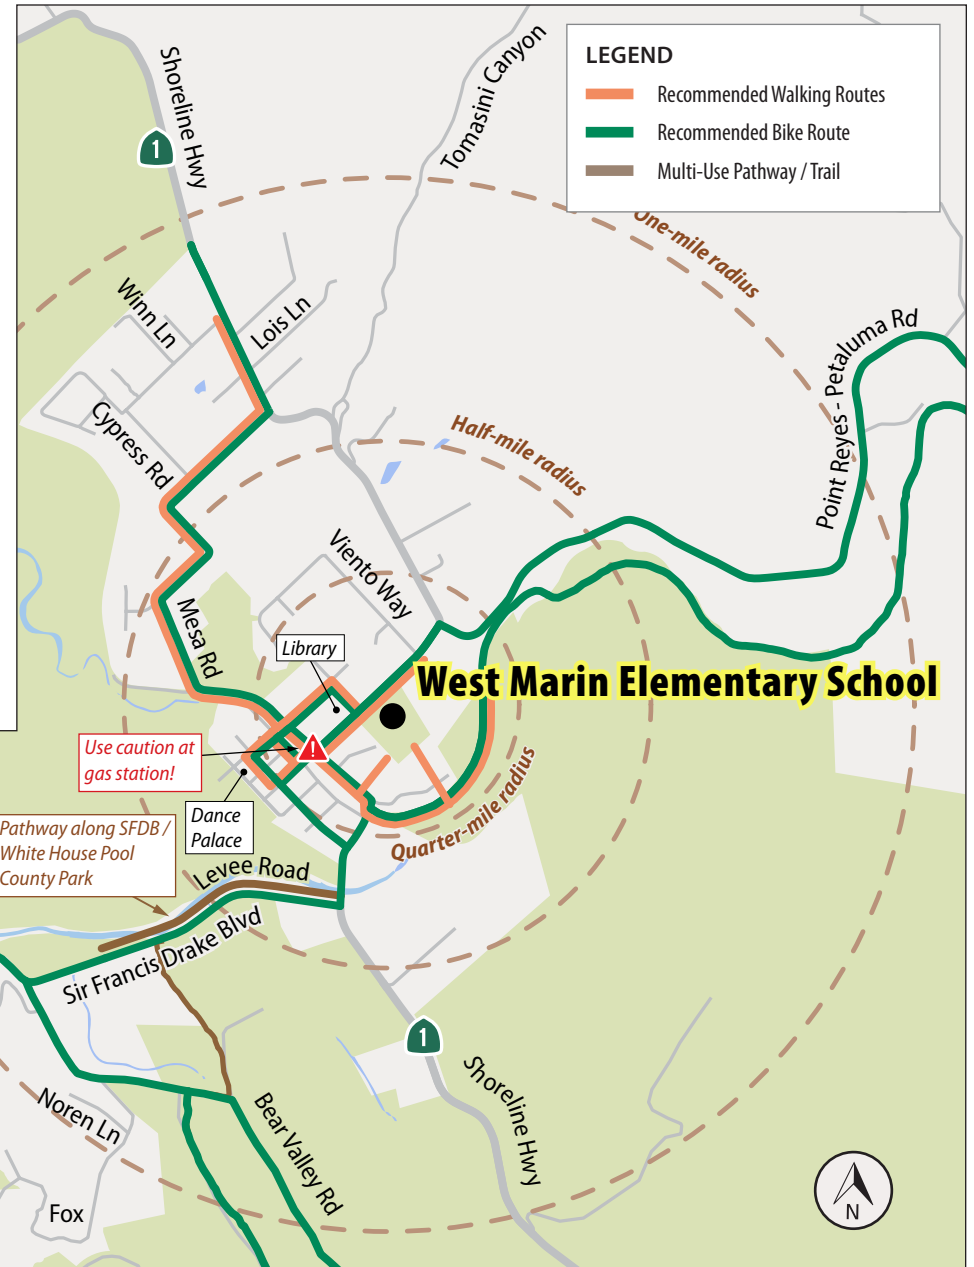 LEGEND
Recommended Walking Routes
Recommended Bike Route
Multi-Use Pathway / Trail
Shoreline Hwy
1
Tomasini Canyon
One-mile radius
Winn Ln
Lois Ln
Point Reyes - Petaluma Rd
Cypress Rd
Half-mile radius
Viento Way
Mesa Rd
Library
West Marin Elementary School
Use caution at
gas station!
Dance
Palace
Quarter-mile radius
Pathway along SFDB /
White House Pool
County Park
Levee Road
Sir Francis Drake Blvd
1
Shoreline Hwy
Noren Ln
Bear Valley Rd
Fox
N